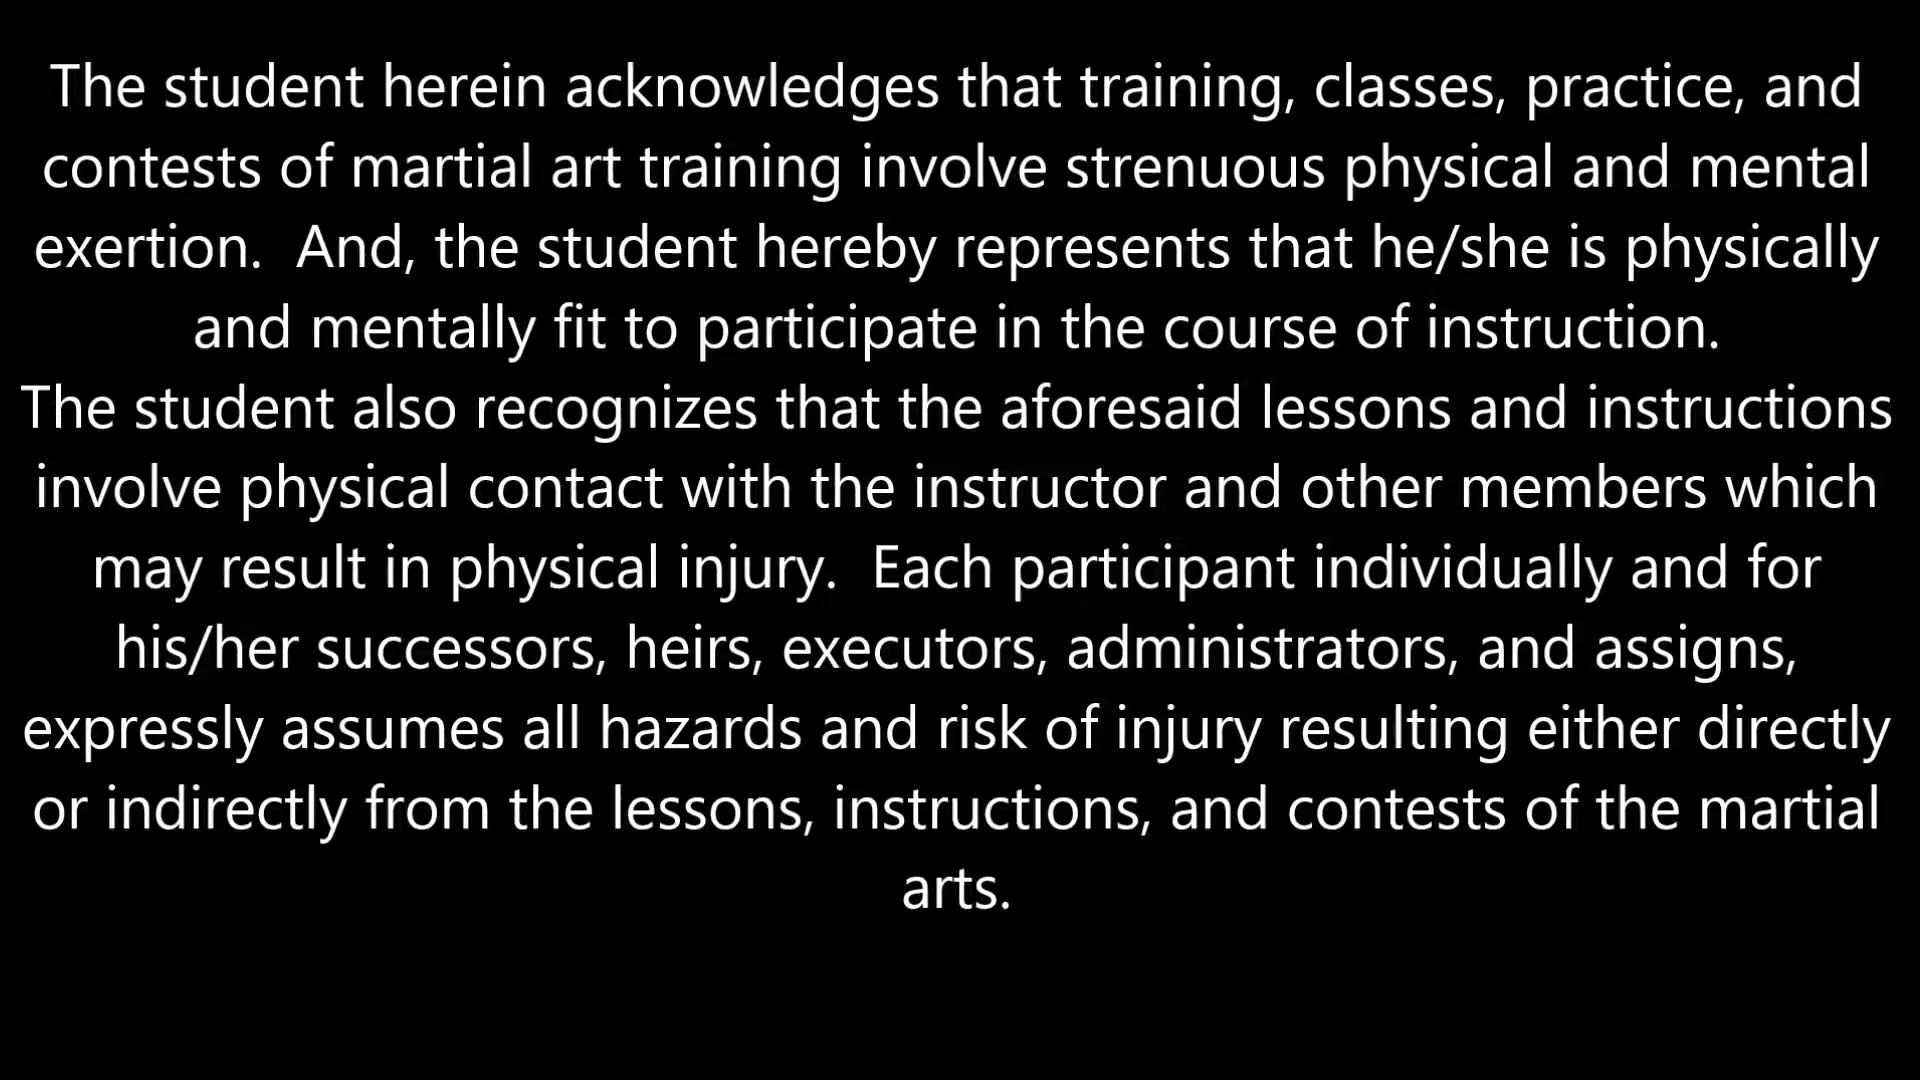 The student herein acknowledges that training, classes, practice, and
contests of martial art training involve strenuous physical and mental
exertion.  And, the student hereby represents that he/she is physically
and mentally fit to participate in the course of instruction.
The student also recognizes that the aforesaid lessons and instructions
involve physical contact with the instructor and other members which
may result in physical injury.  Each participant individually and for
his/her successors, heirs, executors, administrators, and assigns,
expressly assumes all hazards and risk of injury resulting either directly
or indirectly from the lessons, instructions, and contests of the martial
arts.